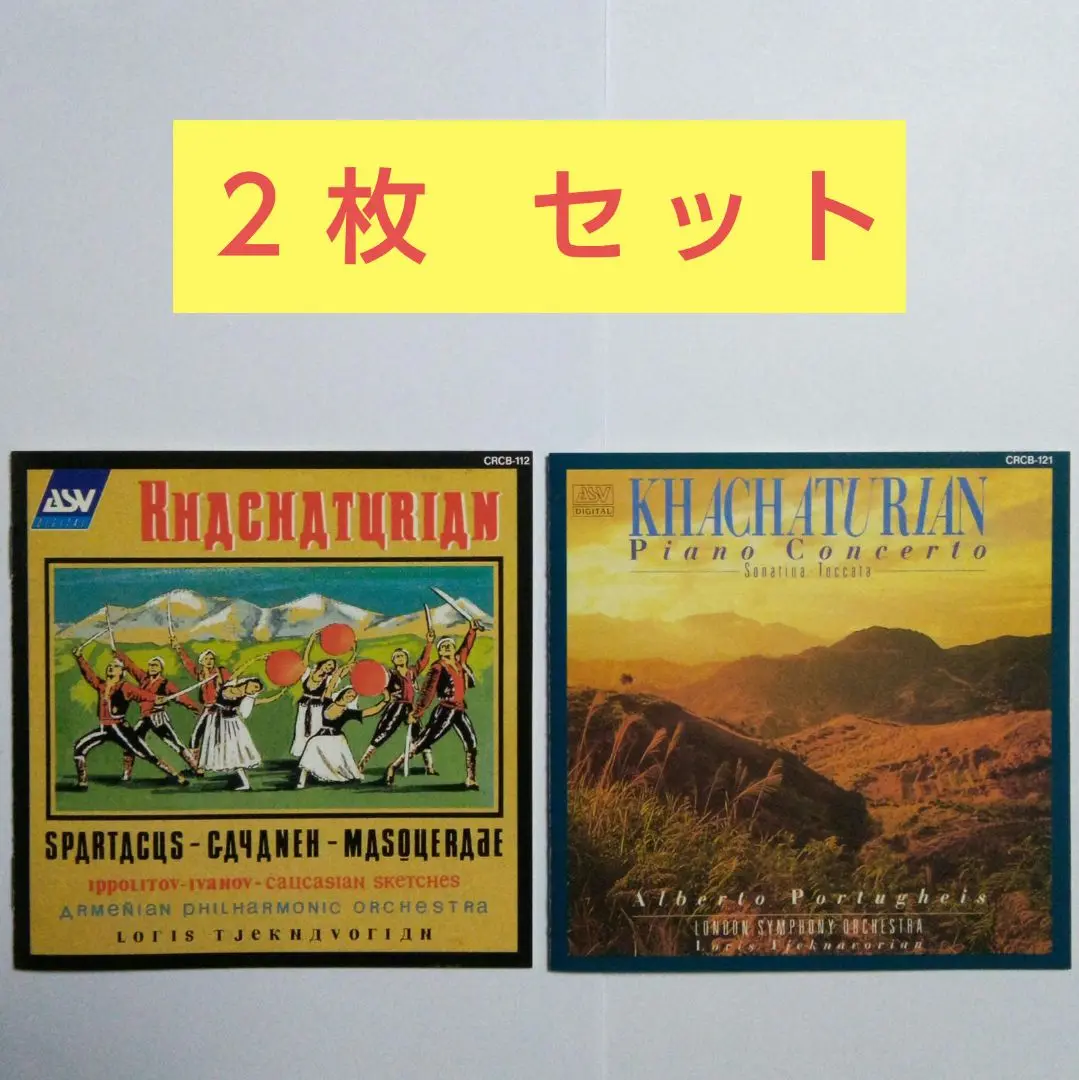 ２枚　セット
CRCB-112
ASV
DIGITAL
KHACHATURIAN
SPARTACUS - GAYANEH - MASQUERADE
IPPOLITOV-IVANOV - CAUCASIAN SKETCHES
ARMENIAN PHILHARMONIC ORCHESTRA
LORIS TJEKNAVORIAN
CRCB-121
ASV
DIGITAL
KHACHATURIAN
Piano Concerto
Sonatina Toccata
Alberto Portugheis
LONDON SYMPHONY ORCHESTRA
Loris Tjeknavorian